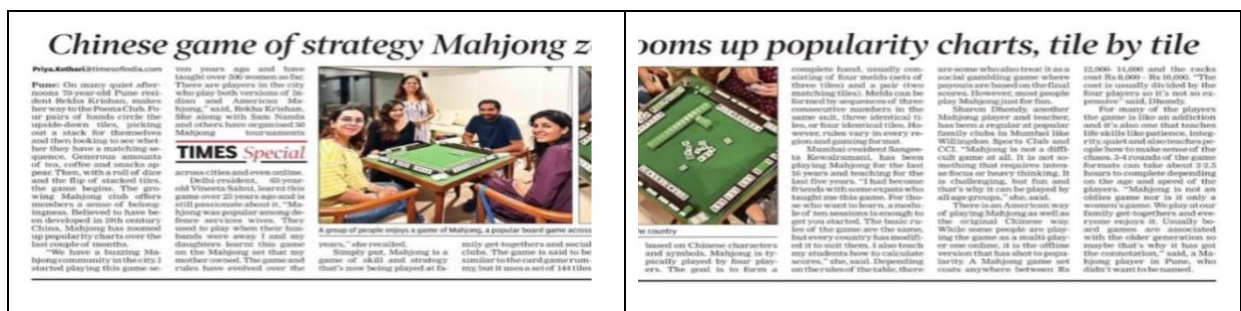 Chinese game of strategy Mahjong z
Priya.Kothari@timesofindia.com
Pune: On many quiet after-
noons 70-year-old Pune resi-
dent Rekha Krishan, makes
her way to the Poona Club. Fo-
ur pairs of hands circle the
upside-down tiles, picking
out a stack for themselves
and then looking to see whet-
her they have a matching se-
quence. Generous amounts
of tea, coffee and snacks ap-
pear. Then, with a roll of dice
and the flip of stacked tiles,
the game begins. The gro-
wing Mahjong club offers
members a sense of belong-
ingness. Believed to have be-
en developed in 19th century
China, Mahjong has zoomed
up popularity charts over the
last couple of months.
"We have a buzzing Ma-
hjong community in the city. I
started playing this game se-
ven years ago and have
taught over 500 women so far.
There are players in the city
who play both versions of In-
dian and American Ma-
hjong," said, Rekha Krishan.
She along with Sam Nanda
and others have organised
Mahjong tournaments
TIMES Special
across cities and even online.
Delhi resident, 62-year-
old Vineeta Sahni, learnt this
game over 25 years ago and is
still passionate about it. "Ma-
hjong was popular among de-
fence services wives. They
used to play when their hus-
bands were away. I and my
daughters learnt this game
on the Mahjong set that my
mother owned. The game and
rules have evolved over the
A group of people enjoys a game of Mahjong, a popular board game across
years," she recalled.
Simply put, Mahjong is a
game of skill and strategy
that's now being played at fa-
mily get-togethers and social
clubs. The game is said to be
similar to the card game rum-
my, but it uses a set of 144 tiles
ooms up popularity charts, tile by tile
he country
based on Chinese characters
and symbols. Mahjong is ty-
pically played by four play-
ers. The goal is to form a
complete hand, usually con-
sisting of four melds (sets of
three tiles) and a pair (two
matching tiles). Melds can be
formed by sequences of three
consecutive numbers in the
same suit, three identical ti-
les, or four identical tiles. Ho-
wever, rules vary in every re-
gion and gaming format.
Mumbai-resident Sangee-
ta Kewalramani, has been
playing Mahjong for the last
16 years and teaching for the
last five years. "I had become
friends with some expats who
taught me this game. For tho-
se who want to learn, a modu-
le of ten sessions is enough to
get you started. The basic ru-
les of the game are the same,
but every country has modifi-
ed it to suit them. I also teach
my students how to calculate
scores," she, said. Depending
on the rules of the table, there
are some who also treat it as a
social gambling game where
payouts are based on the final
scores. However, most people
play Mahjong just for fun.
Sharon Dhondy, another
Mahjong player and teacher,
has been a regular at popular
family clubs in Mumbai like
Willingdon Sports Club and
CCI. "Mahjong is not a diffi-
cult game at all. It is not so-
mething that requires inten-
se focus or heavy thinking. It
is challenging, but fun and
that's why it can be played by
all age groups," she, said.
There is an American way
of playing Mahjong as well as
the original Chinese way.
While some people are play-
ing the game as a multi-play-
er one online, it is the offline
version that has shot to popu-
larity. A Mahjong game set
costs anywhere between Rs
12,000- 14,000 and the racks
cost Rs 8,000 – Rs 10,000. "The
cost is usually divided by the
four players so it's not so ex-
pensive" said, Dhondy.
For many of the players
the game is like an addiction
and it's also one that teaches
life skills like patience, integ-
rity, quiet and also teaches pe-
ople how to make sense of the
chaos. 3-4 rounds of the game
formats can take about 2-2.5
hours to complete depending
on the age and speed of the
players. "Mahjong is not an
oldies game nor is it only a
women's game. We play at our
family get-togethers and eve-
ryone enjoys it. Usually bo-
ard games are associated
with the older generation so
maybe that's why it has got
the connotation," said, a Ma-
hjong player in Pune, who
didn't want to be named.